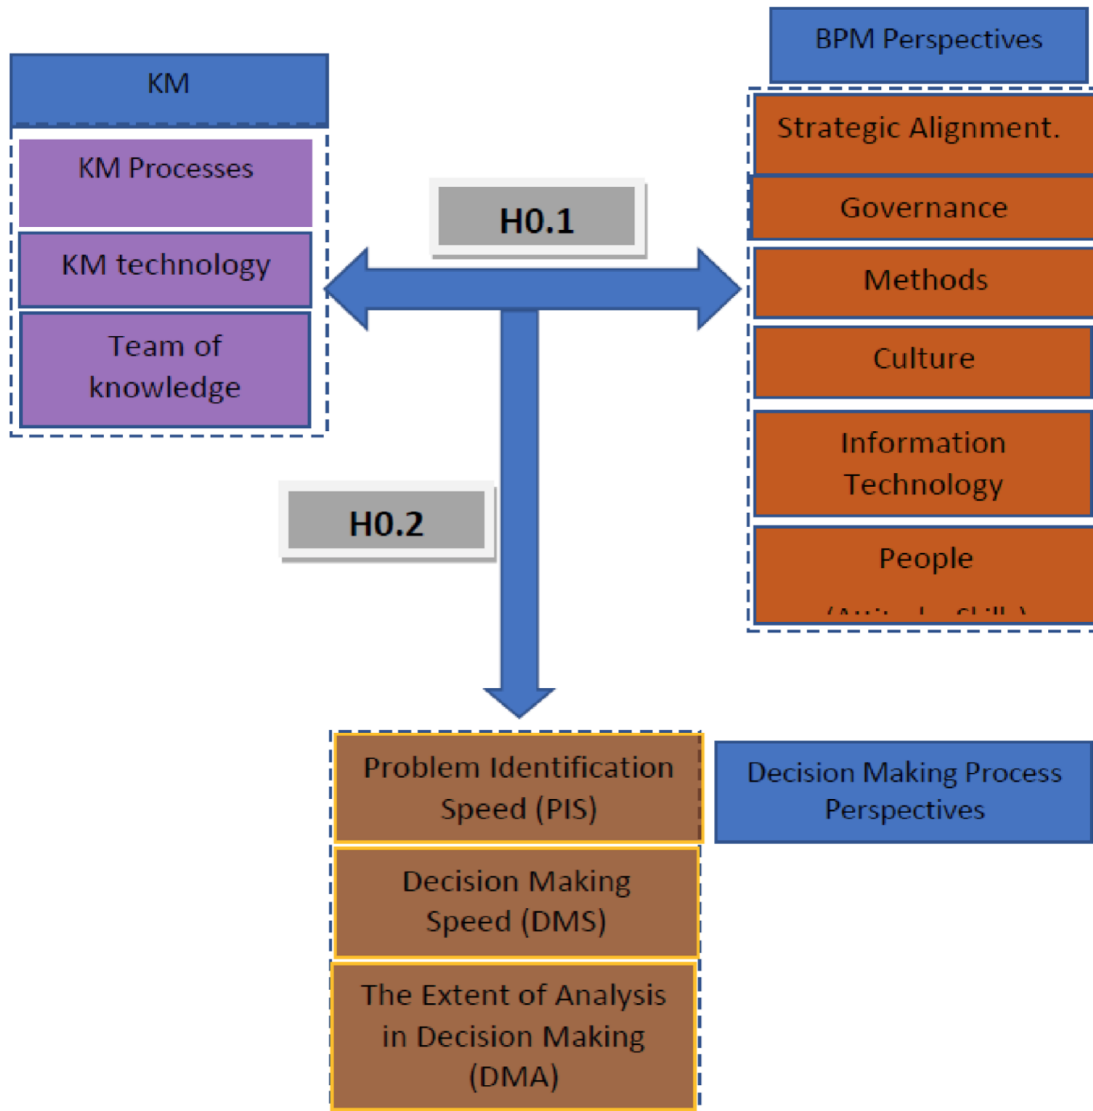 KM
KM Processes
KM technology
Team of
knowledge
H0.1
BPM Perspectives
Strategic Alignment.
Governance
Methods
Culture
Information
Technology
People
H0.2
Problem Identification
Speed (PIS)
Decision Making
Speed (DMS)
The Extent of Analysis
in Decision Making
(DMA)
Decision Making Process
Perspectives